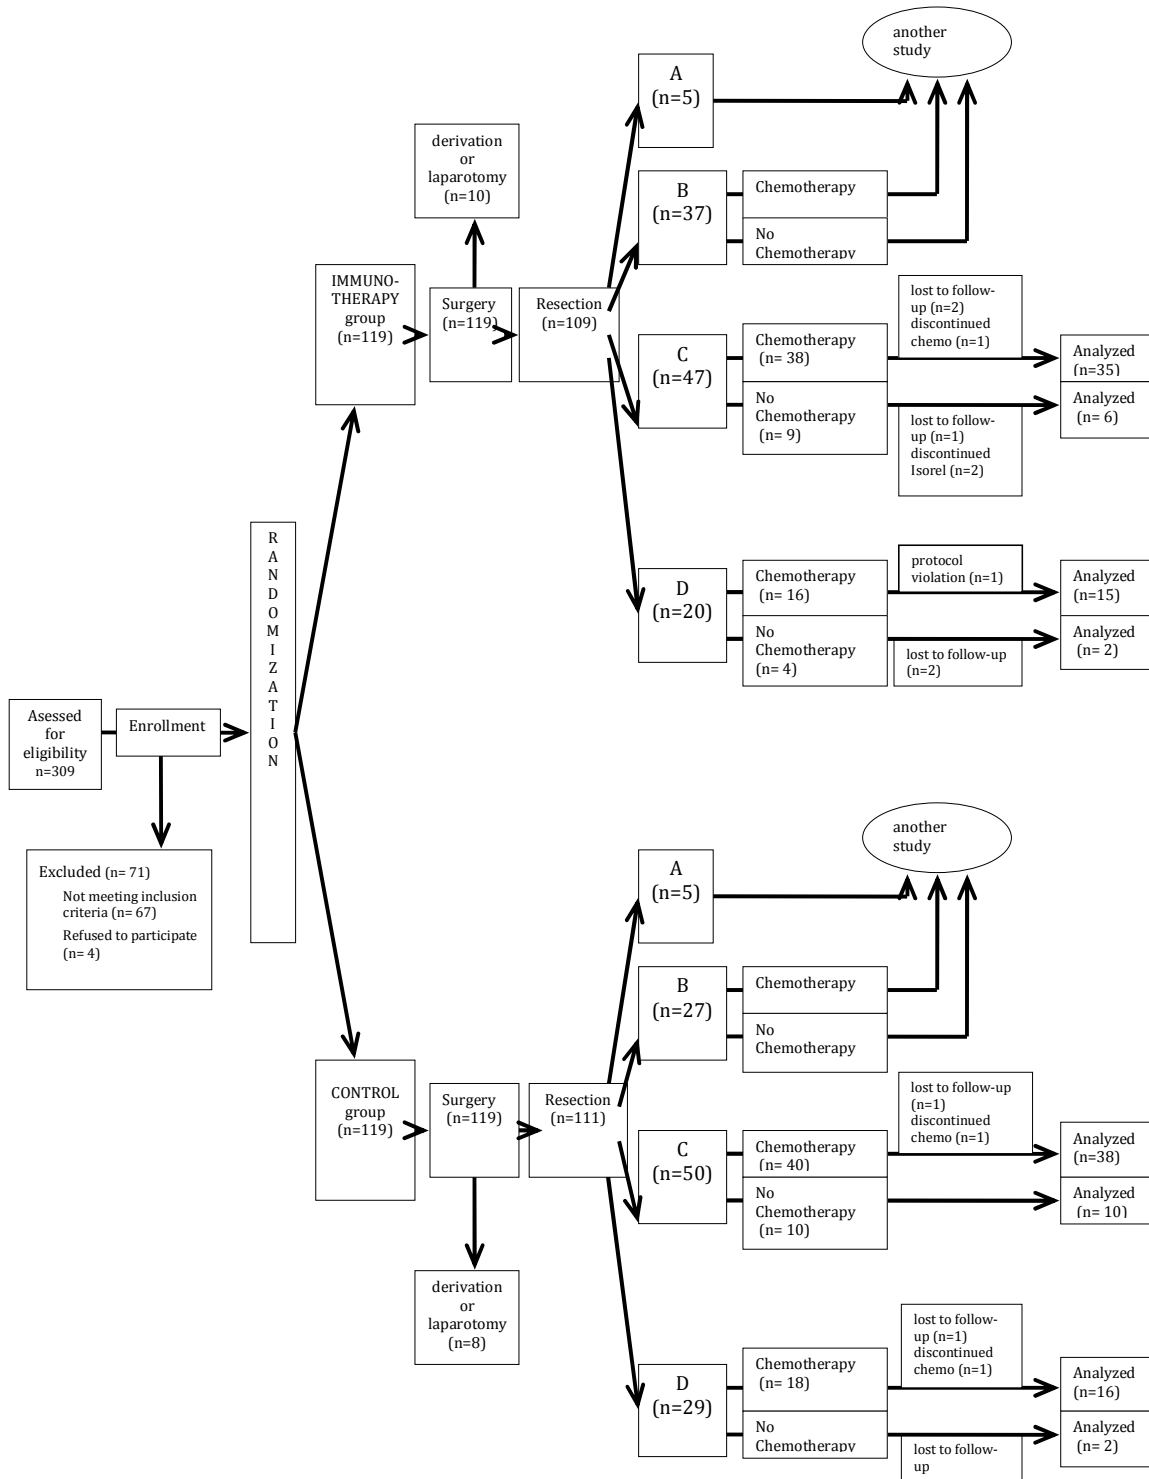 Asessed
for
eligibility
n=309
Enrollment
Excluded (n= 71)
Not meeting inclusion
criteria (n= 67)
Refused to participate
(n= 4)
R
A
N
D
O
M
I
Z
A
T
I
O
N
IMMUNO-
THERAPY
group
(n=119)
derivation
or
laparotomy
(n=10)
Surgery
(n=119)
Resection
(n=109)
A
(n=5)
another
study
B
(n=37)
Chemotherapy
No
Chemotherapy
C
(n=47)
Chemotherapy
(n= 38)
No
Chemotherapy
(n= 9)
lost to follow-
up (n=2)
discontinued
chemo (n=1)
lost to follow-
up (n=1)
discontinued
Isorel (n=2)
Analyzed
(n=35)
Analyzed
(n= 6)
D
(n=20)
Chemotherapy
(n= 16)
No
Chemotherapy
(n= 4)
protocol
violation (n=1)
lost to follow-up
(n=2)
Analyzed
(n=15)
Analyzed
(n= 2)
CONTROL
group
(n=119)
Surgery
(n=119)
derivation
or
laparotomy
(n=8)
Resection
(n=111)
A
(n=5)
another
study
B
(n=27)
Chemotherapy
No
Chemotherapy
C
(n=50)
Chemotherapy
(n= 40)
No
Chemotherapy
(n= 10)
lost to follow-up
(n=1)
discontinued
chemo (n=1)
Analyzed
(n=38)
Analyzed
(n= 10)
D
(n=29)
Chemotherapy
(n= 18)
No
Chemotherapy
lost to follow-
up (n=1)
discontinued
chemo (n=1)
lost to follow-
up
Analyzed
(n=16)
Analyzed
(n= 2)